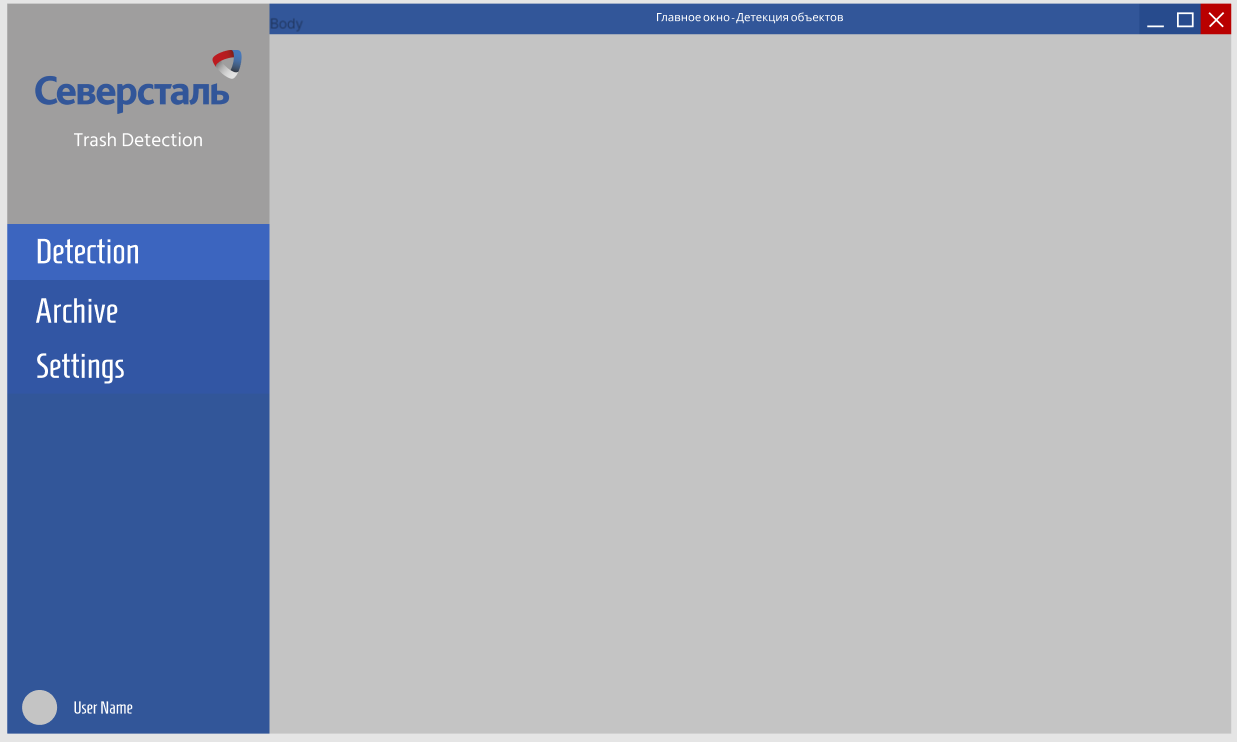 Body
Главное окно - Детекция объектов
Северсталь
Trash Detection
Detection
Archive
Settings
User Name